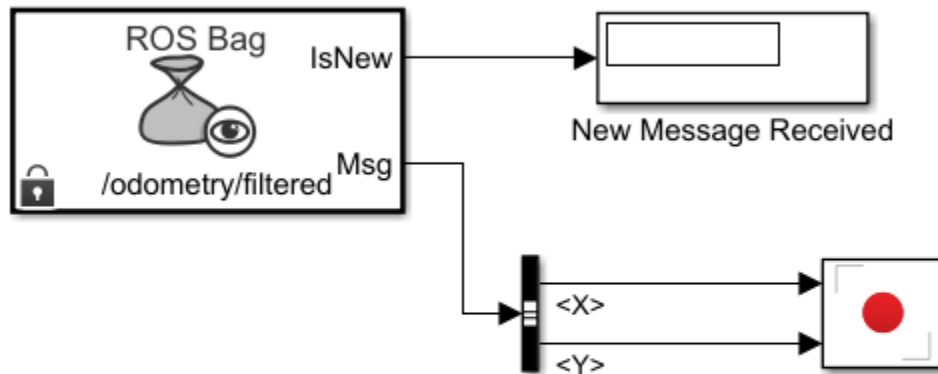 ROS Bag
IsNew
Msg
/odometry/filtered
New Message Received
<X>
<Y>